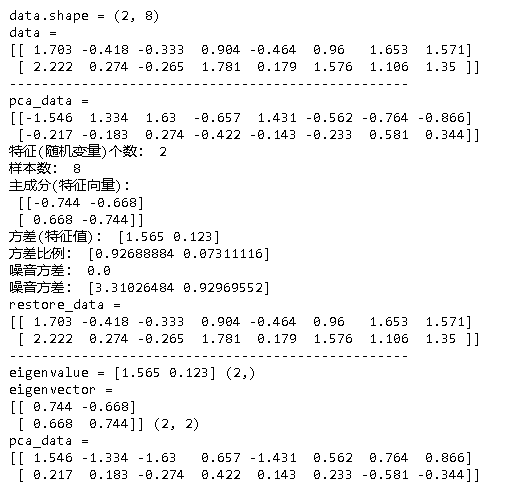 data.shape = (2, 8)
data =
[[ 1.703 -0.418 -0.333  0.904 -0.464  0.96   1.653  1.571]
 [ 2.222  0.274 -0.265  1.781  0.179  1.576  1.106  1.35 ]]
--------------------------------------------------
pca_data =
[[-1.546  1.334  1.63  -0.657  1.431 -0.562 -0.764 -0.866]
 [-0.217 -0.183  0.274 -0.422 -0.143 -0.233  0.581  0.344]]
特征(随机变量)个数:  2
样本数:  8
主成分(特征向量):
 [[-0.744 -0.668]
 [ 0.668 -0.744]]
方差(特征值):  [1.565 0.123]
方差比例:  [0.92688884 0.07311116]
噪音方差:  0.0
噪音方差:  [3.31026484 0.92969552]
restore_data =
[[ 1.703 -0.418 -0.333  0.904 -0.464  0.96   1.653  1.571]
 [ 2.222  0.274 -0.265  1.781  0.179  1.576  1.106  1.35 ]]
--------------------------------------------------
eigenvalue = [1.565 0.123] (2,)
eigenvector =
[[ 0.744 -0.668]
 [ 0.668  0.744]] (2, 2)
pca_data =
[[ 1.546 -1.334 -1.63   0.657 -1.431  0.562  0.764  0.866]
 [ 0.217  0.183 -0.274  0.422  0.143  0.233 -0.581 -0.344]]